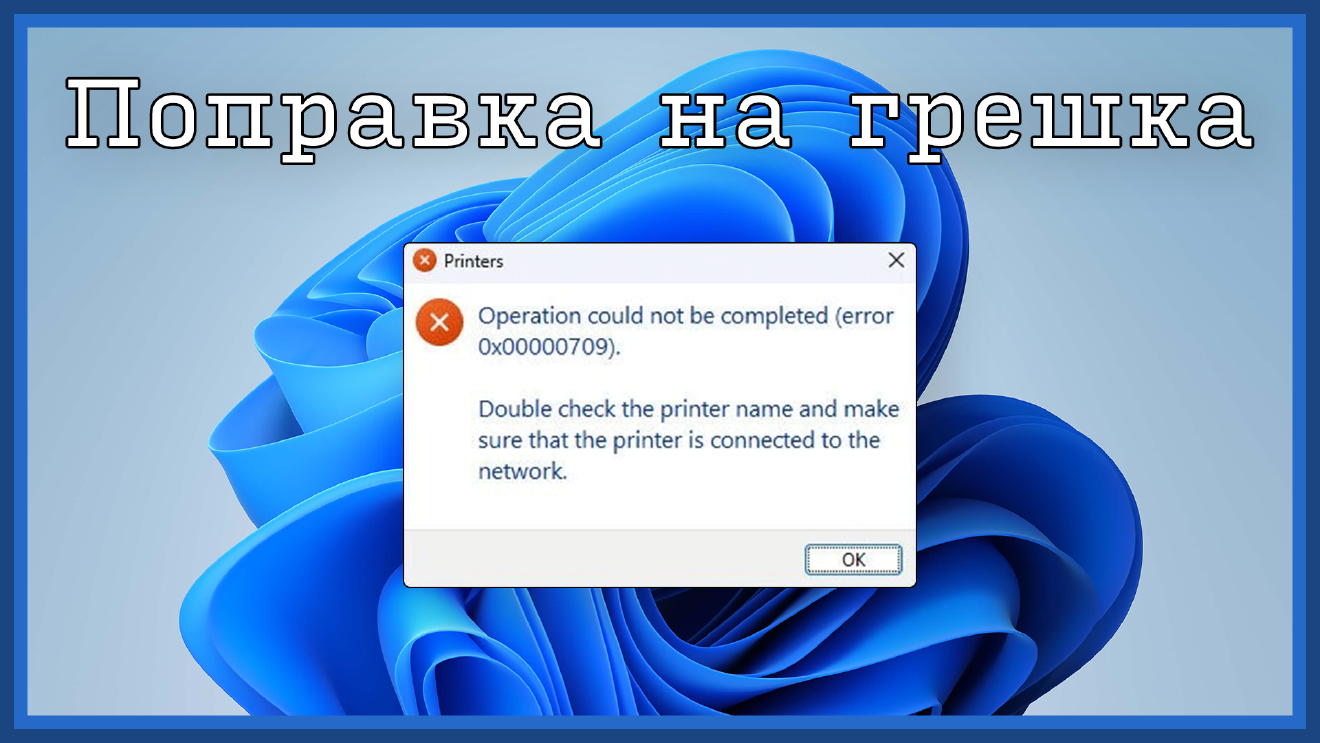 Поправка на грешка
Printers
Operation could not be completed (error
0x00000709).
Double check the printer name and make
sure that the printer is connected to the
network.
OK